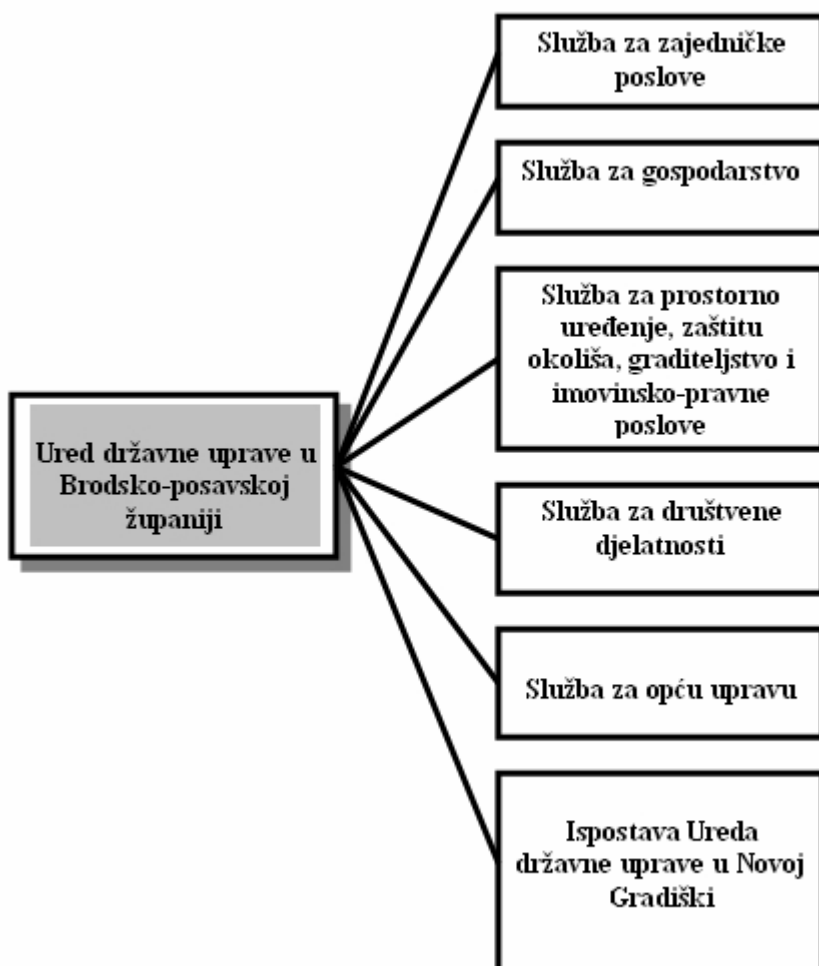 Služba za zajedničke
poslove
Služba za gospodarstvo
Služba za prostorno
uređenje, zaštitu
okoliša, graditeljstvo i
imovinsko-pravne
poslove
Ured državne uprave u
Brodsko-posavskoj
županiji
Služba za društvene
djelatnosti
Služba za opću upravu
Ispostava Ureda
državne uprave u Novoj
Gradiški